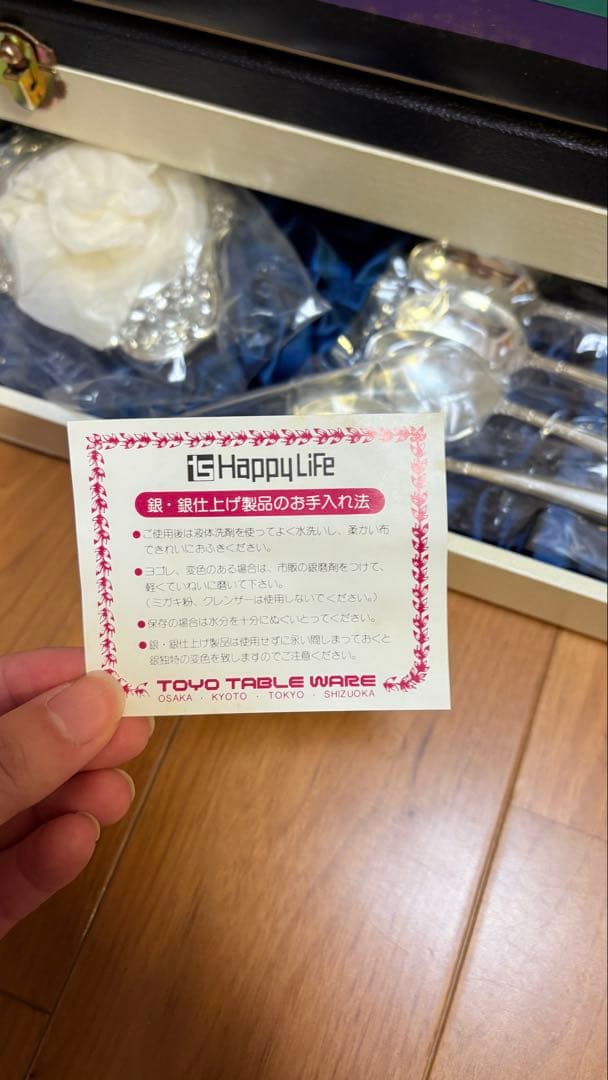 Happy Life
銀・銀仕上げ製品のお手入れ法
●ご使用後は液体洗剤を使ってよく水洗いし、柔かい布
できれいにおふきください。
●ヨゴレ、変色のある場合は、市販の銀磨剤をつけて、
軽くていねいに磨いて下さい。
(ミガキ粉、クレンザーは使用しないでください。)
●保存の場合は水分を十分にぬぐいとってください。
●銀・銀仕上げ製品は使用せずに永い間しまっておくと
銀独特の変色を致しますのでご注意ください。
TOYO TABLE WARE
OSAKA・KYOTO・TOKYO・SHIZUOKA